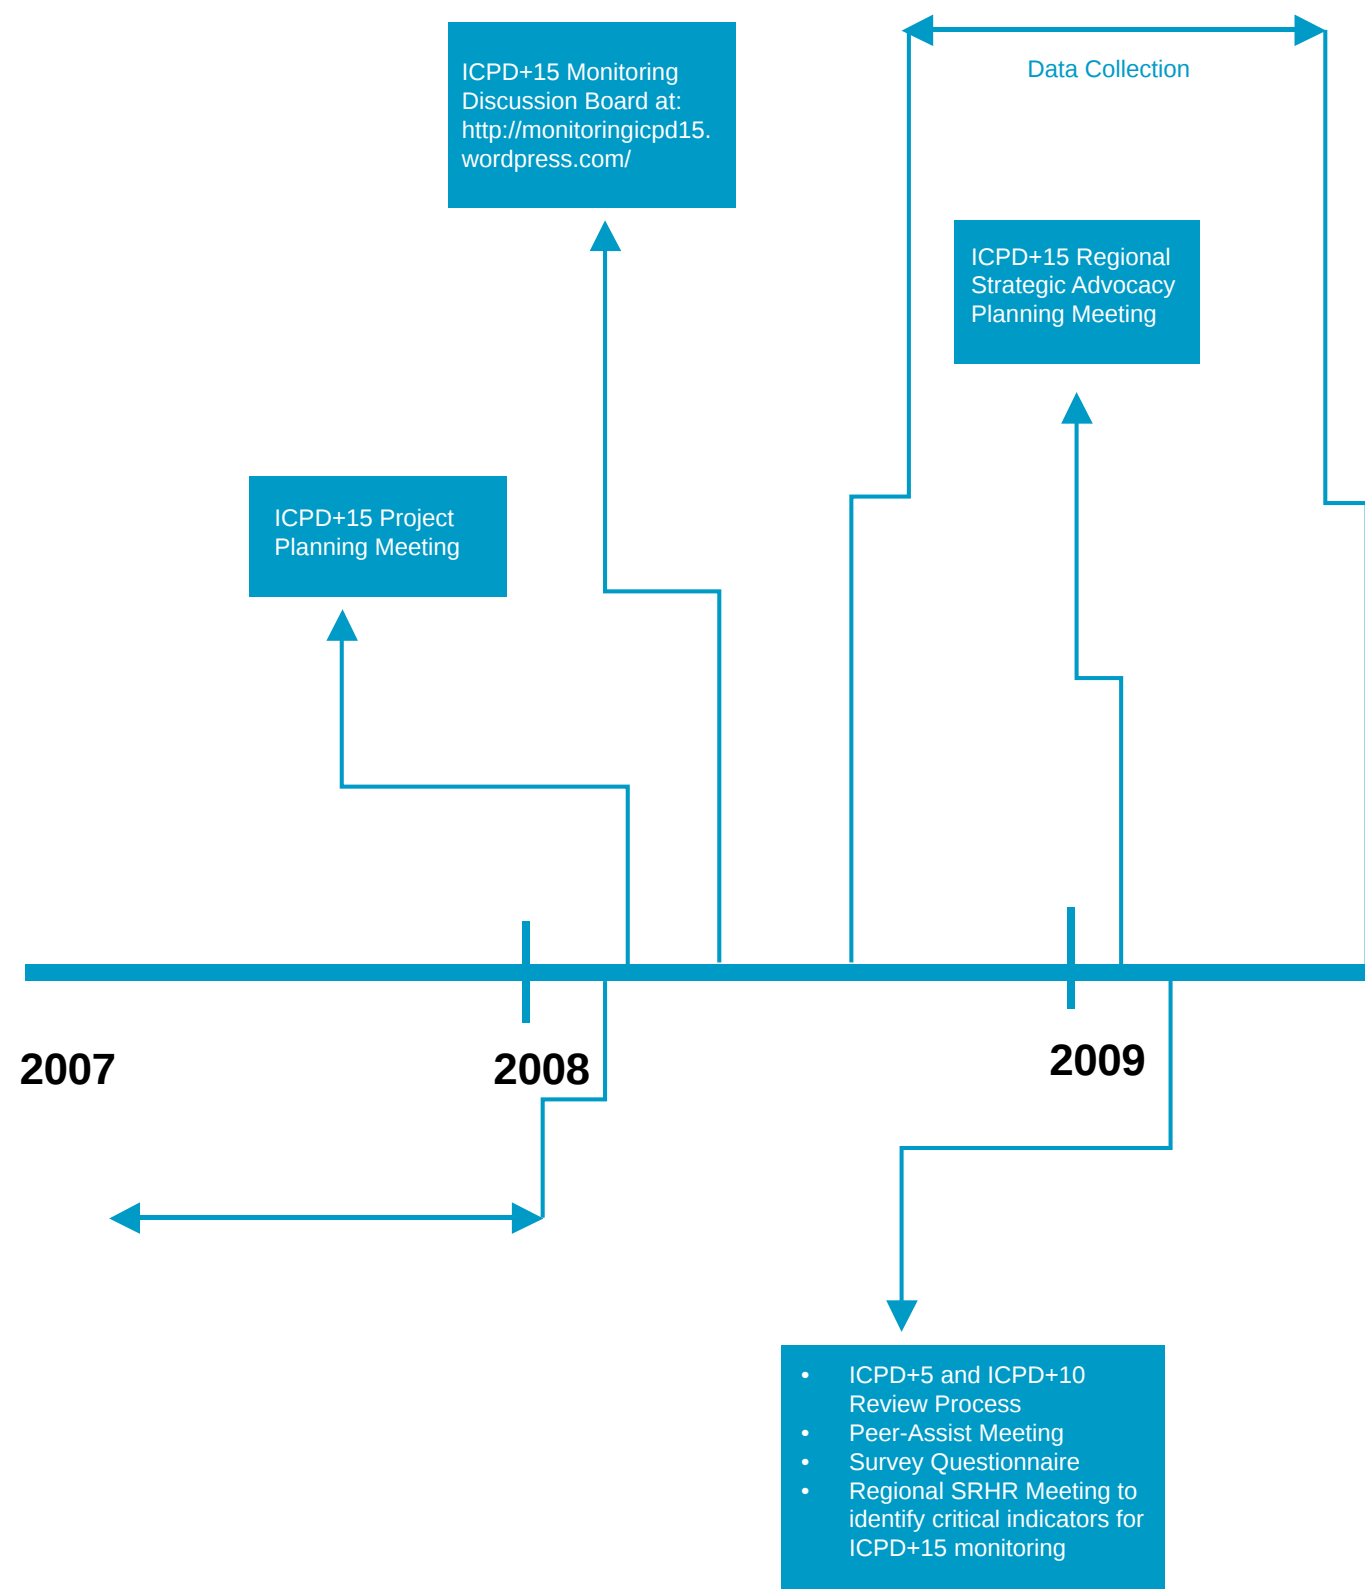 ICPD+15 Monitoring
Discussion Board at:
http://monitoringicpd15.
wordpress.com/
Data Collection
ICPD+15 Regional
Strategic Advocacy
Planning Meeting
ICPD+15 Project
Planning Meeting
2007
2008
2009
• ICPD+5 and ICPD+10
Review Process
• Peer-Assist Meeting
• Survey Questionnaire
• Regional SRHR Meeting to
identify critical indicators for
ICPD+15 monitoring